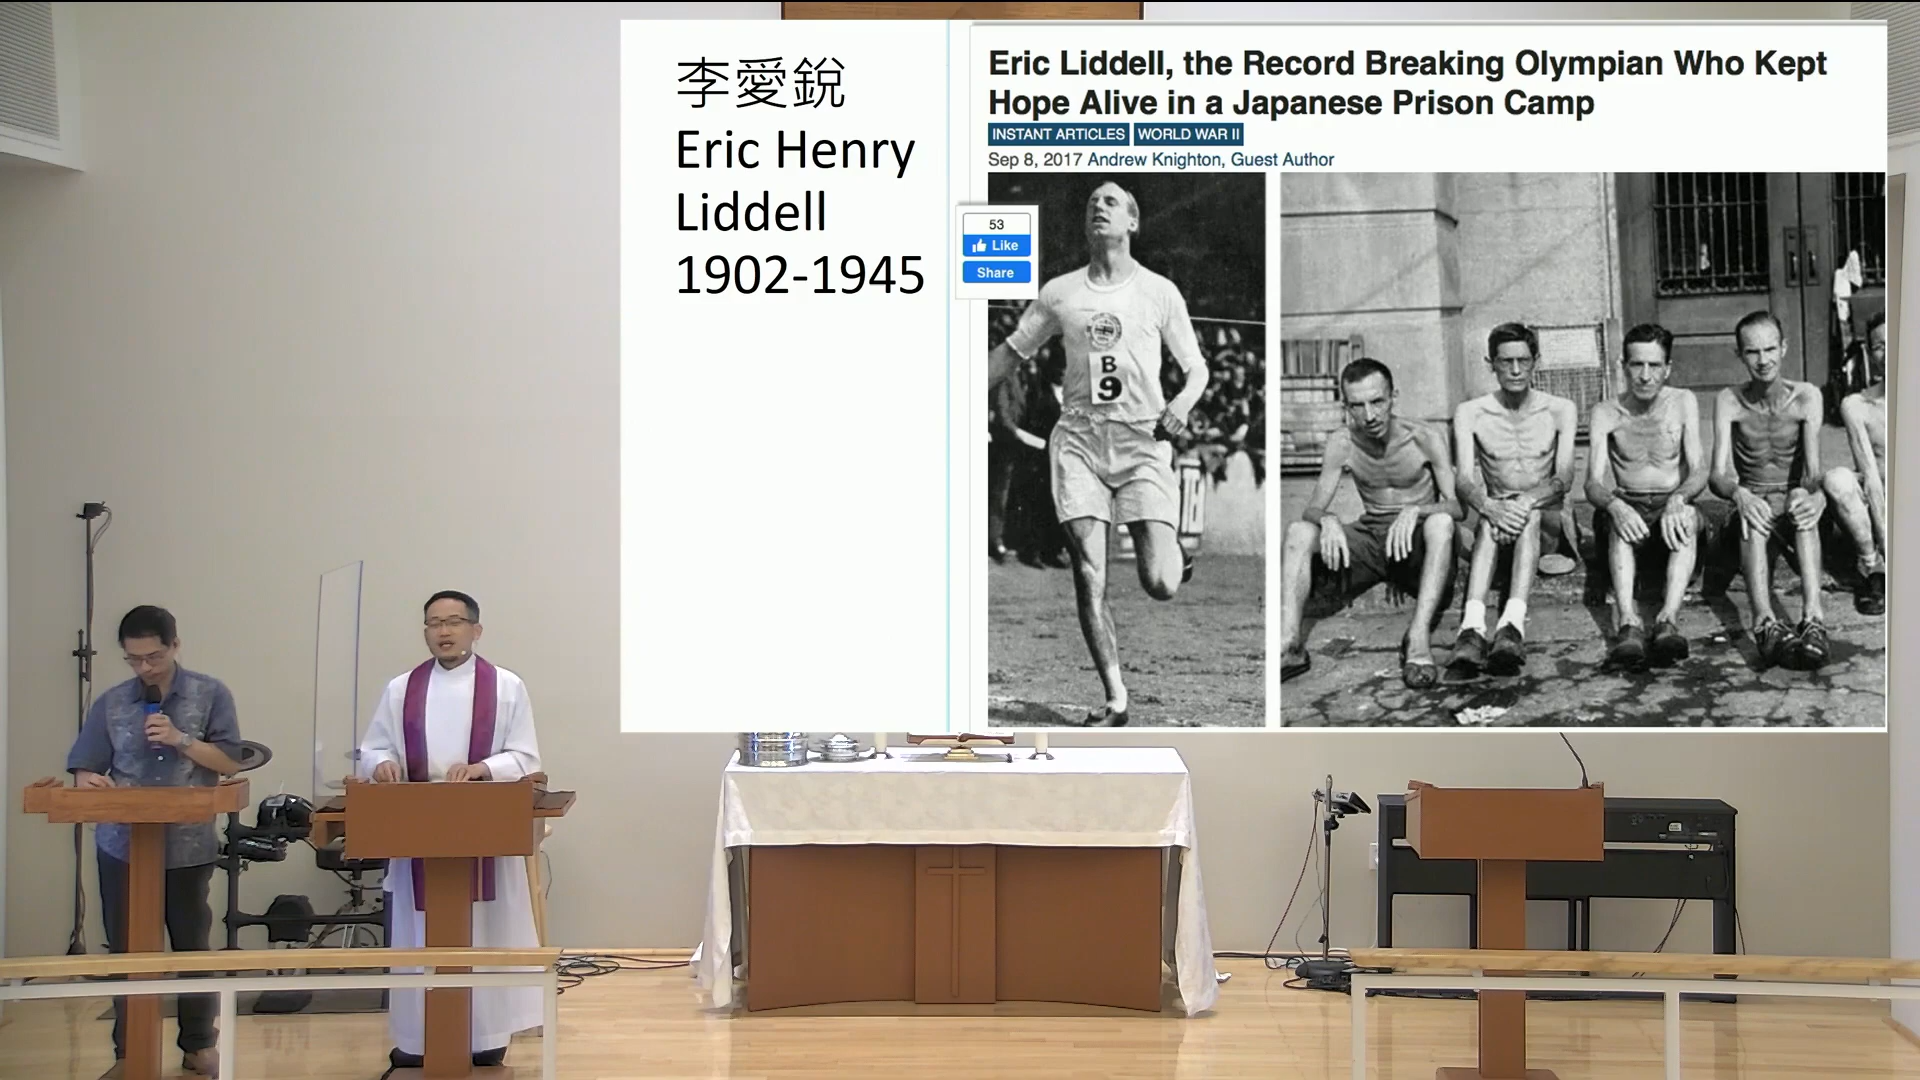 李愛銳
Eric Henry
Liddell
1902-1945
Eric Liddell, the Record Breaking Olympian Who Kept
Hope Alive in a Japanese Prison Camp
INSTANT ARTICLES WORLD WAR II
Sep 8, 2017 Andrew Knighton, Guest Author
53
Like
Share
B
9